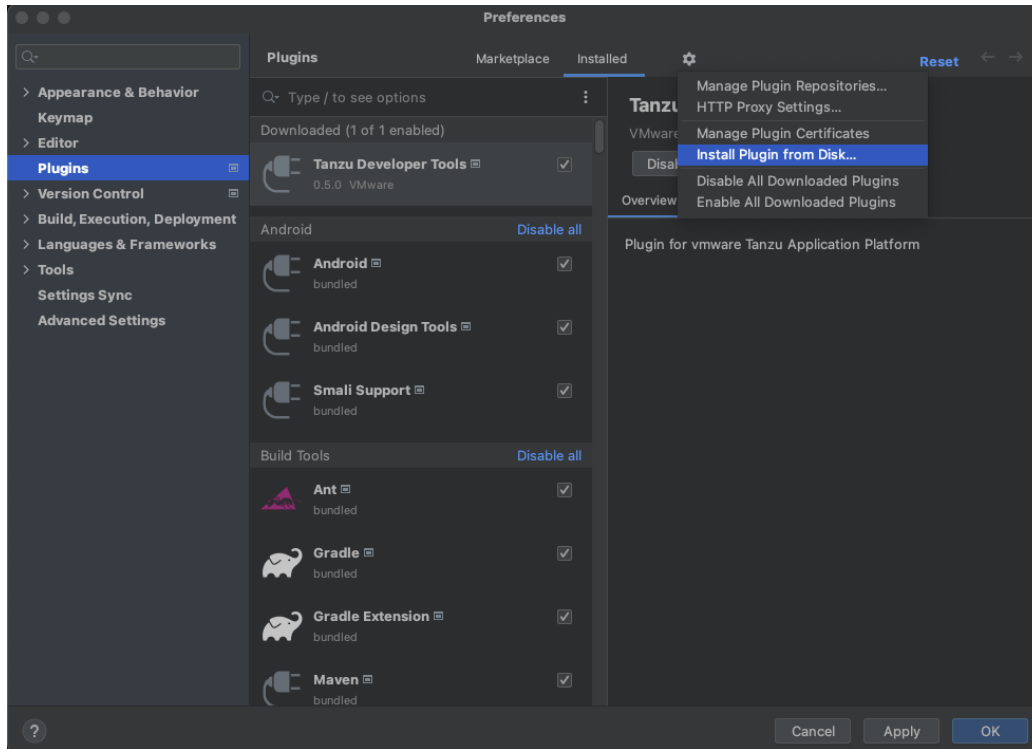 Preferences
Plugins
Marketplace
Installed
Reset
Appearance & Behavior
Keymap
Editor
Plugins
Version Control
Build, Execution, Deployment
Languages & Frameworks
Tools
Settings Sync
Advanced Settings
Type / to see options
Downloaded (1 of 1 enabled)
Tanzu Developer Tools
0.5.0 VMware
Android
Disable all
Android
bundled
Android Design Tools
bundled
Smali Support
bundled
Build Tools
Disable all
Ant
bundled
Gradle
bundled
Gradle Extension
bundled
Maven
bundled
Tanzu
VMware
Disa
Overview
Plugin for vmware Tanzu Application Platform
Manage Plugin Repositories...
HTTP Proxy Settings...
Manage Plugin Certificates
Install Plugin from Disk...
Disable All Downloaded Plugins
Enable All Downloaded Plugins
?
Cancel
Apply
OK